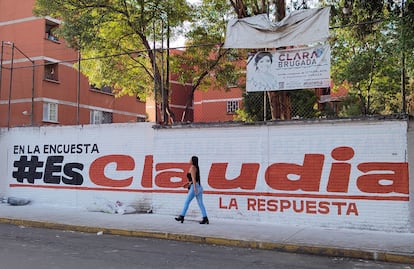 CLARA
BRUGADA
EN LA ENCUESTA
#EsClaudia
LA RESPUESTA